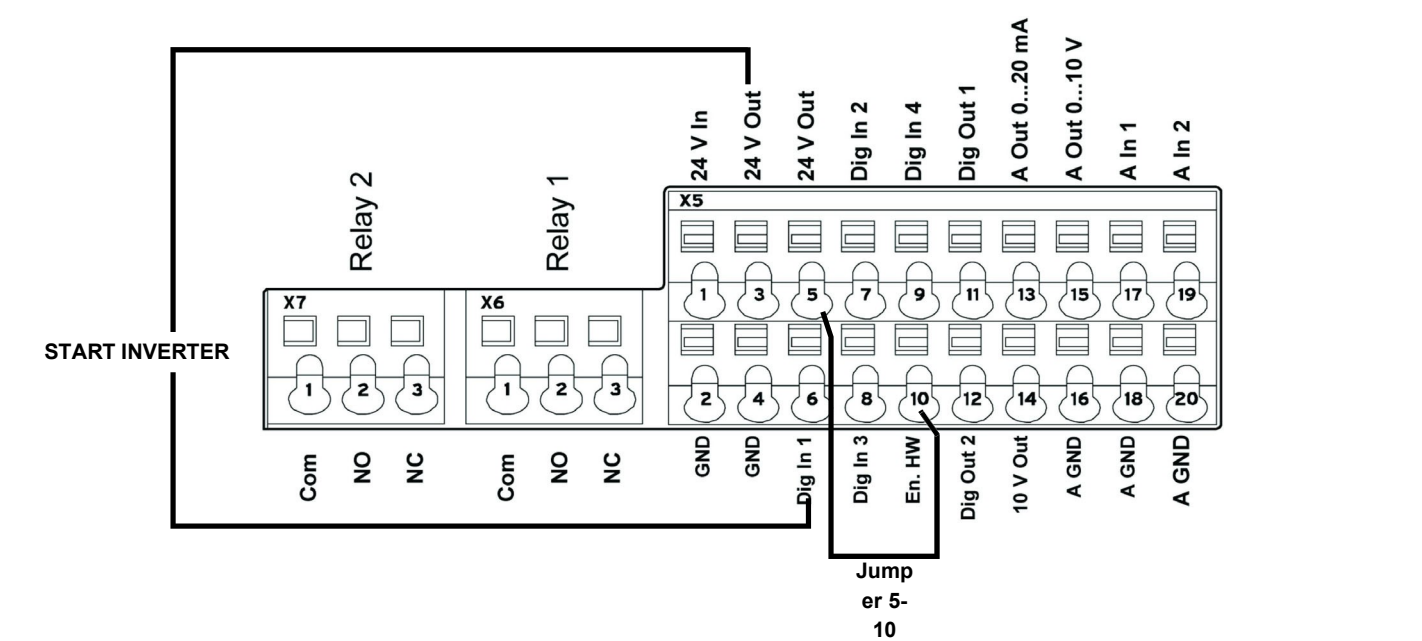 24 V In
24 V Out
24 V Out
Dig In 2
Dig In 4
Dig Out 1
A Out 0...20 mA
A Out 0...10 V
A In 1
A In 2
Relay 2
Relay 1
X5
1
3
5
7
9
11
13
15
17
19
X7
X6
START INVERTER
1
2
3
1
2
3
2
4
6
8
10
12
14
16
18
20
Com
NO
NC
Com
NO
NC
GND
GND
Dig In 1
Dig In 3
En. HW
Dig Out 2
10 V Out
A GND
A GND
A GND
Jump
er 5-
10